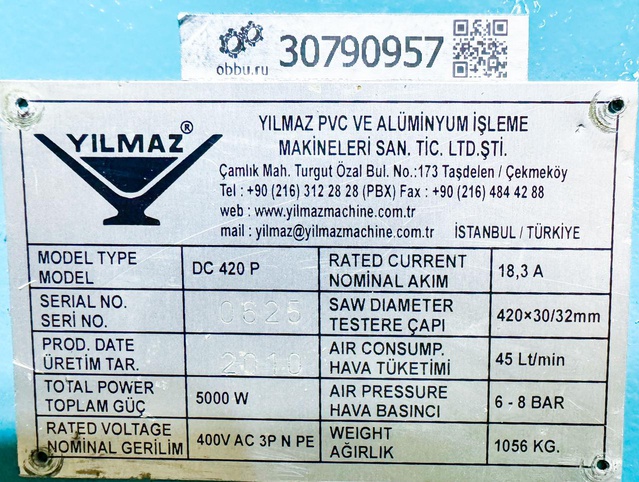 obbu.ru
30790957
YILMAZ®
YILMAZ PVC VE ALÜMİNYUM İŞLEME
MAKİNELERİ SAN. TİC. LTD.ŞTİ.
Çamlık Mah. Turgut Özal Bul. No.:173 Taşdelen / Çekmeköy
Tel : +90 (216) 312 28 28 (PBX) Fax : +90 (216) 484 42 88
web : www.yilmazmachine.com.tr
mail : yilmaz@yilmazmachine.com.tr İSTANBUL / TÜRKİYE
MODEL TYPE
MODEL
DC 420 P
RATED CURRENT
NOMİNAL AKIM
18,3 A
SERIAL NO.
SERİ NO.
0625
SAW DIAMETER
TESTERE ÇAPI
420×30/32mm
PROD. DATE
ÜRETİM TAR.
2010
AIR CONSUMP.
HAVA TÜKETİMİ
45 Lt/min
TOTAL POWER
TOPLAM GÜÇ
5000 W
AIR PRESSURE
HAVA BASINCI
6 - 8 BAR
RATED VOLTAGE
NOMİNAL GERİLİM
400V AC 3P N PE
WEIGHT
AĞIRLIK
1056 KG.